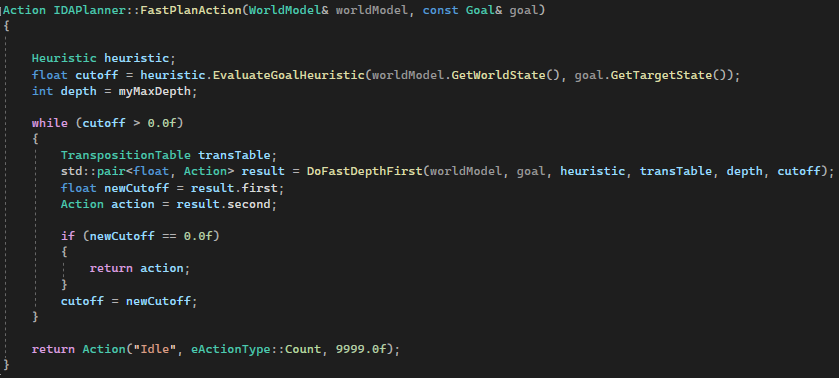 Action IDAPlanner::FastPlanAction(WorldModel& worldModel, const Goal& goal)
{
Heuristic heuristic;
float cutoff = heuristic.EvaluateGoalHeuristic(worldModel.GetWorldState(), goal.GetTargetState());
int depth = myMaxDepth;
while (cutoff > 0.0f)
{
TranspositionTable transTable;
std::pair<float, Action> result = DoFastDepthFirst(worldModel, goal, heuristic, transTable, depth, cutoff);
float newCutoff = result.first;
Action action = result.second;
if (newCutoff == 0.0f)
{
return action;
}
cutoff = newCutoff;
}
return Action("Idle", eActionType::Count, 9999.0f);
}